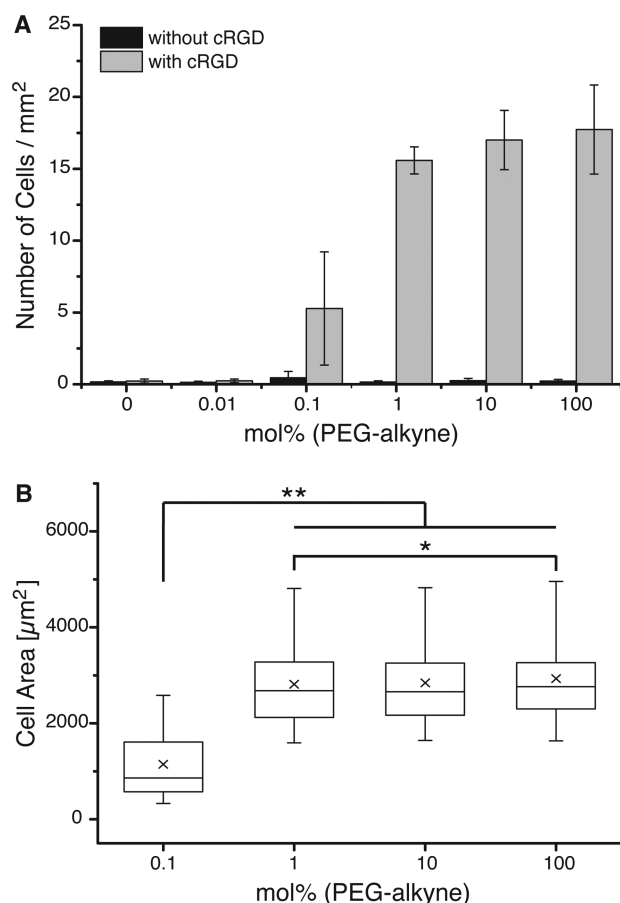 A
without cRGD
with cRGD
Number of Cells / mm²
25
20
15
10
5
0
0 0.01 0.1 1 10 100
mol% (PEG-alkyne)
B
**
*
Cell Area [µm²]
6000
4000
2000
0
0.1 1 10 100
mol% (PEG-alkyne)